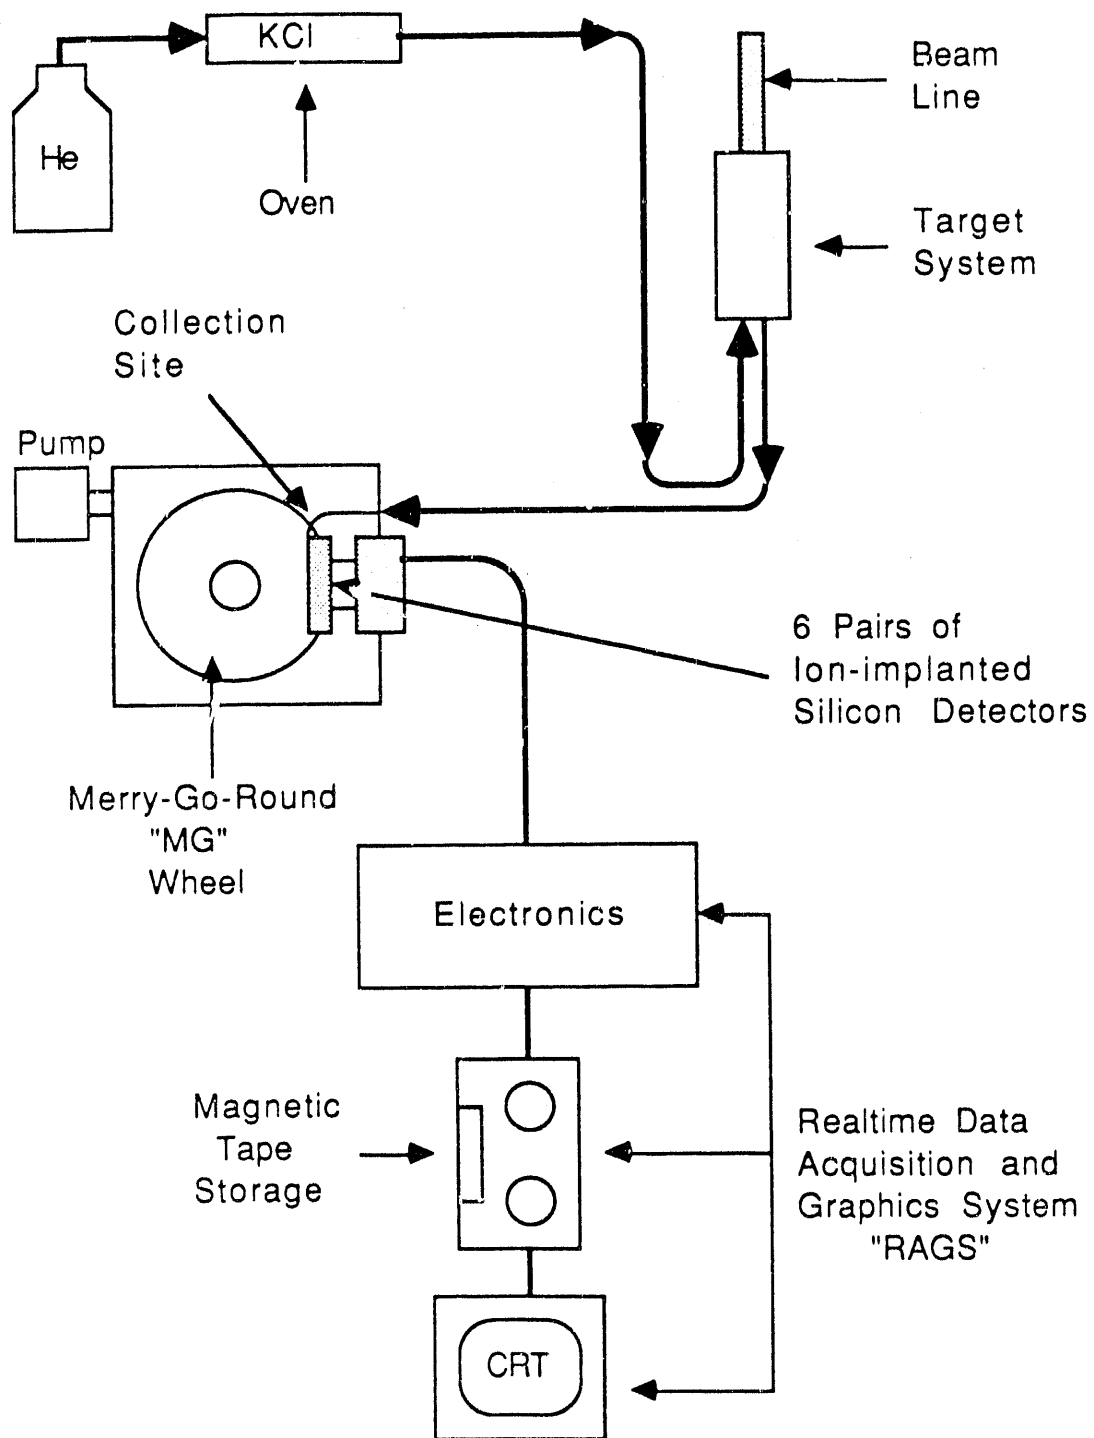 KCl
Beam
Line
He
Oven
Target
System
Collection
Site
Pump
6 Pairs of
Ion-implanted
Silicon Detectors
Merry-Go-Round
"MG"
Wheel
Electronics
Magnetic
Tape
Storage
Realtime Data
Acquisition and
Graphics System
"RAGS"
CRT